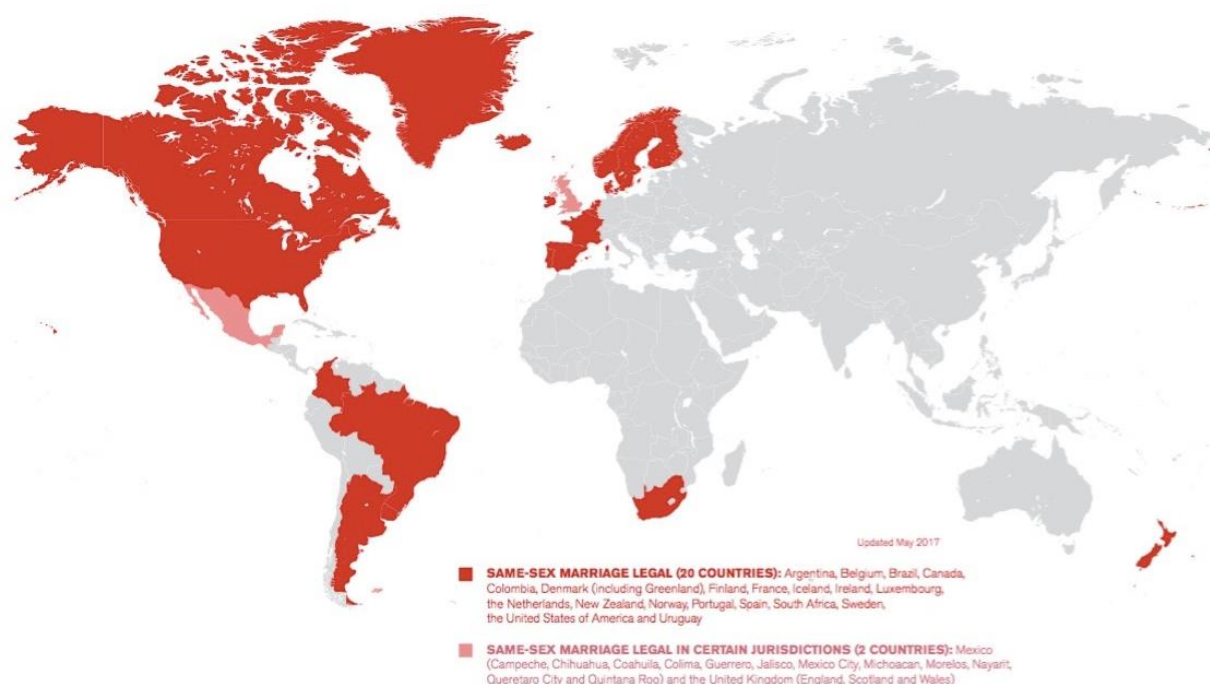 Updated May 2017
SAME-SEX MARRIAGE LEGAL (20 COUNTRIES): Argentina, Belgium, Brazil, Canada,
Colombia, Denmark (including Greenland), Finland, France, Iceland, Ireland, Luxembourg,
the Netherlands, New Zealand, Norway, Portugal, Spain, South Africa, Sweden,
the United States of America and Uruguay
SAME-SEX MARRIAGE LEGAL IN CERTAIN JURISDICTIONS (2 COUNTRIES): Mexico
(Campeche, Chihuahua, Coahuila, Colima, Guerrero, Jalisco, Mexico City, Michoacan, Morelos, Nayarit,
Queretaro City and Quintana Roo) and the United Kingdom (England, Scotland and Wales)